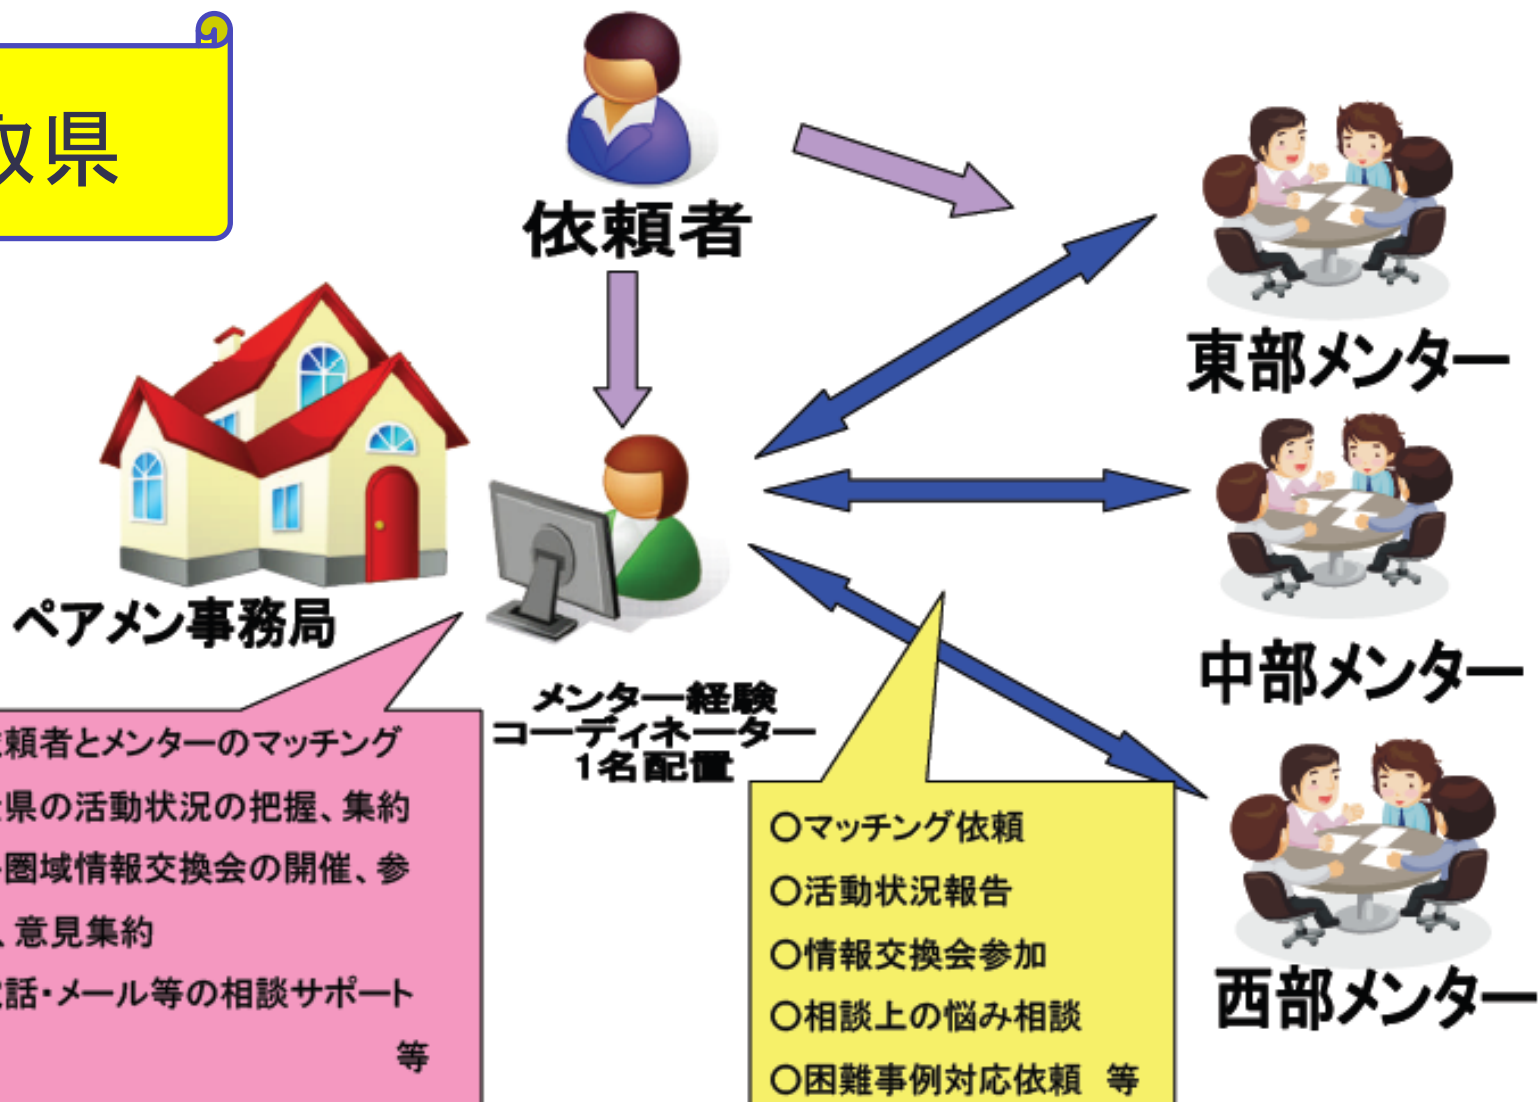 取県
依頼者
東部メンター
ペアメン事務局
中部メンター
メンター経験
コーディネーター
1名配置
頼者とメンターのマッチング
県の活動状況の把握、集約
圏域情報交換会の開催、参
、意見集約
話・メール等の相談サポート
等
〇マッチング依頼
〇活動状況報告
〇情報交換会参加
〇相談上の悩み相談
〇困難事例対応依頼　等
西部メンター